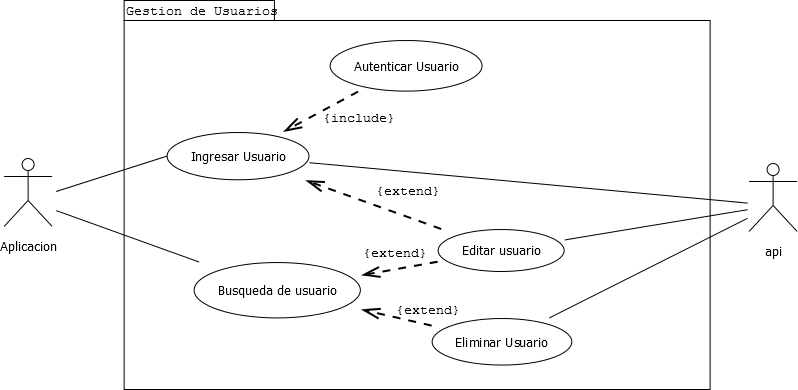 Gestion de Usuarios
Autenticar Usuario
{include}
Ingresar Usuario
{extend}
Aplicacion
Editar usuario
api
{extend}
Busqueda de usuario
{extend}
Eliminar Usuario